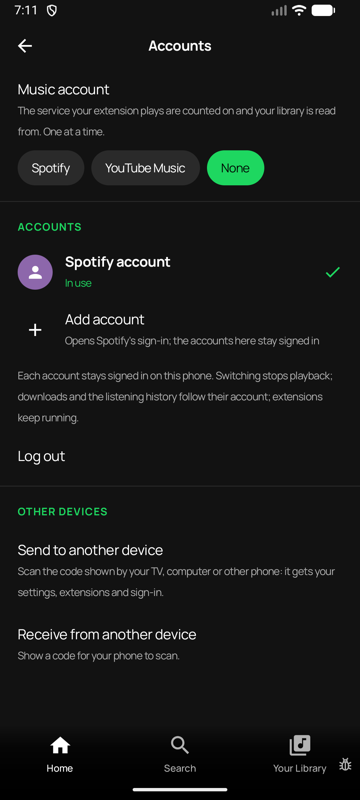 7:11
Accounts
Music account
The service your extension plays are counted on and your library is read
from. One at a time.
Spotify
YouTube Music
None
ACCOUNTS
Spotify account
In use
Add account
Opens Spotify's sign-in; the accounts here stay signed in
Each account stays signed in on this phone. Switching stops playback;
downloads and the listening history follow their account; extensions
keep running.
Log out
OTHER DEVICES
Send to another device
Scan the code shown by your TV, computer or other phone: it gets your
settings, extensions and sign-in.
Receive from another device
Show a code for your phone to scan.
Home
Search
Your Library